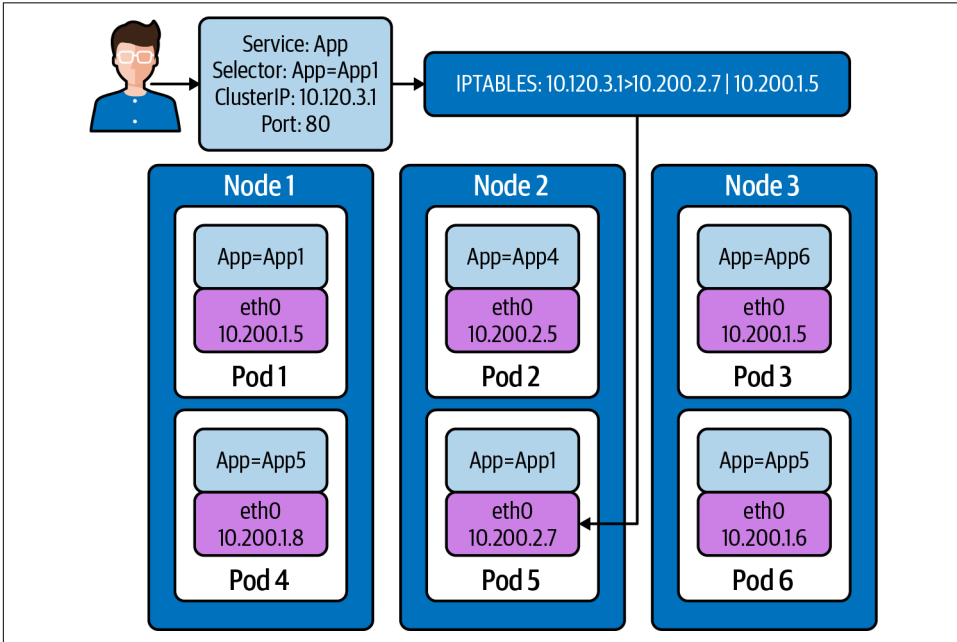 Service: App
Selector: App=App1
ClusterIP: 10.120.3.1
Port: 80
IPTABLES: 10.120.3.1>10.200.2.7 | 10.200.1.5
Node 1
App=App1
eth0
10.200.1.5
Pod 1
App=App5
eth0
10.200.1.8
Pod 4
Node 2
App=App4
eth0
10.200.2.5
Pod 2
App=App1
eth0
10.200.2.7
Pod 5
Node 3
App=App6
eth0
10.200.1.5
Pod 3
App=App5
eth0
10.200.1.6
Pod 6